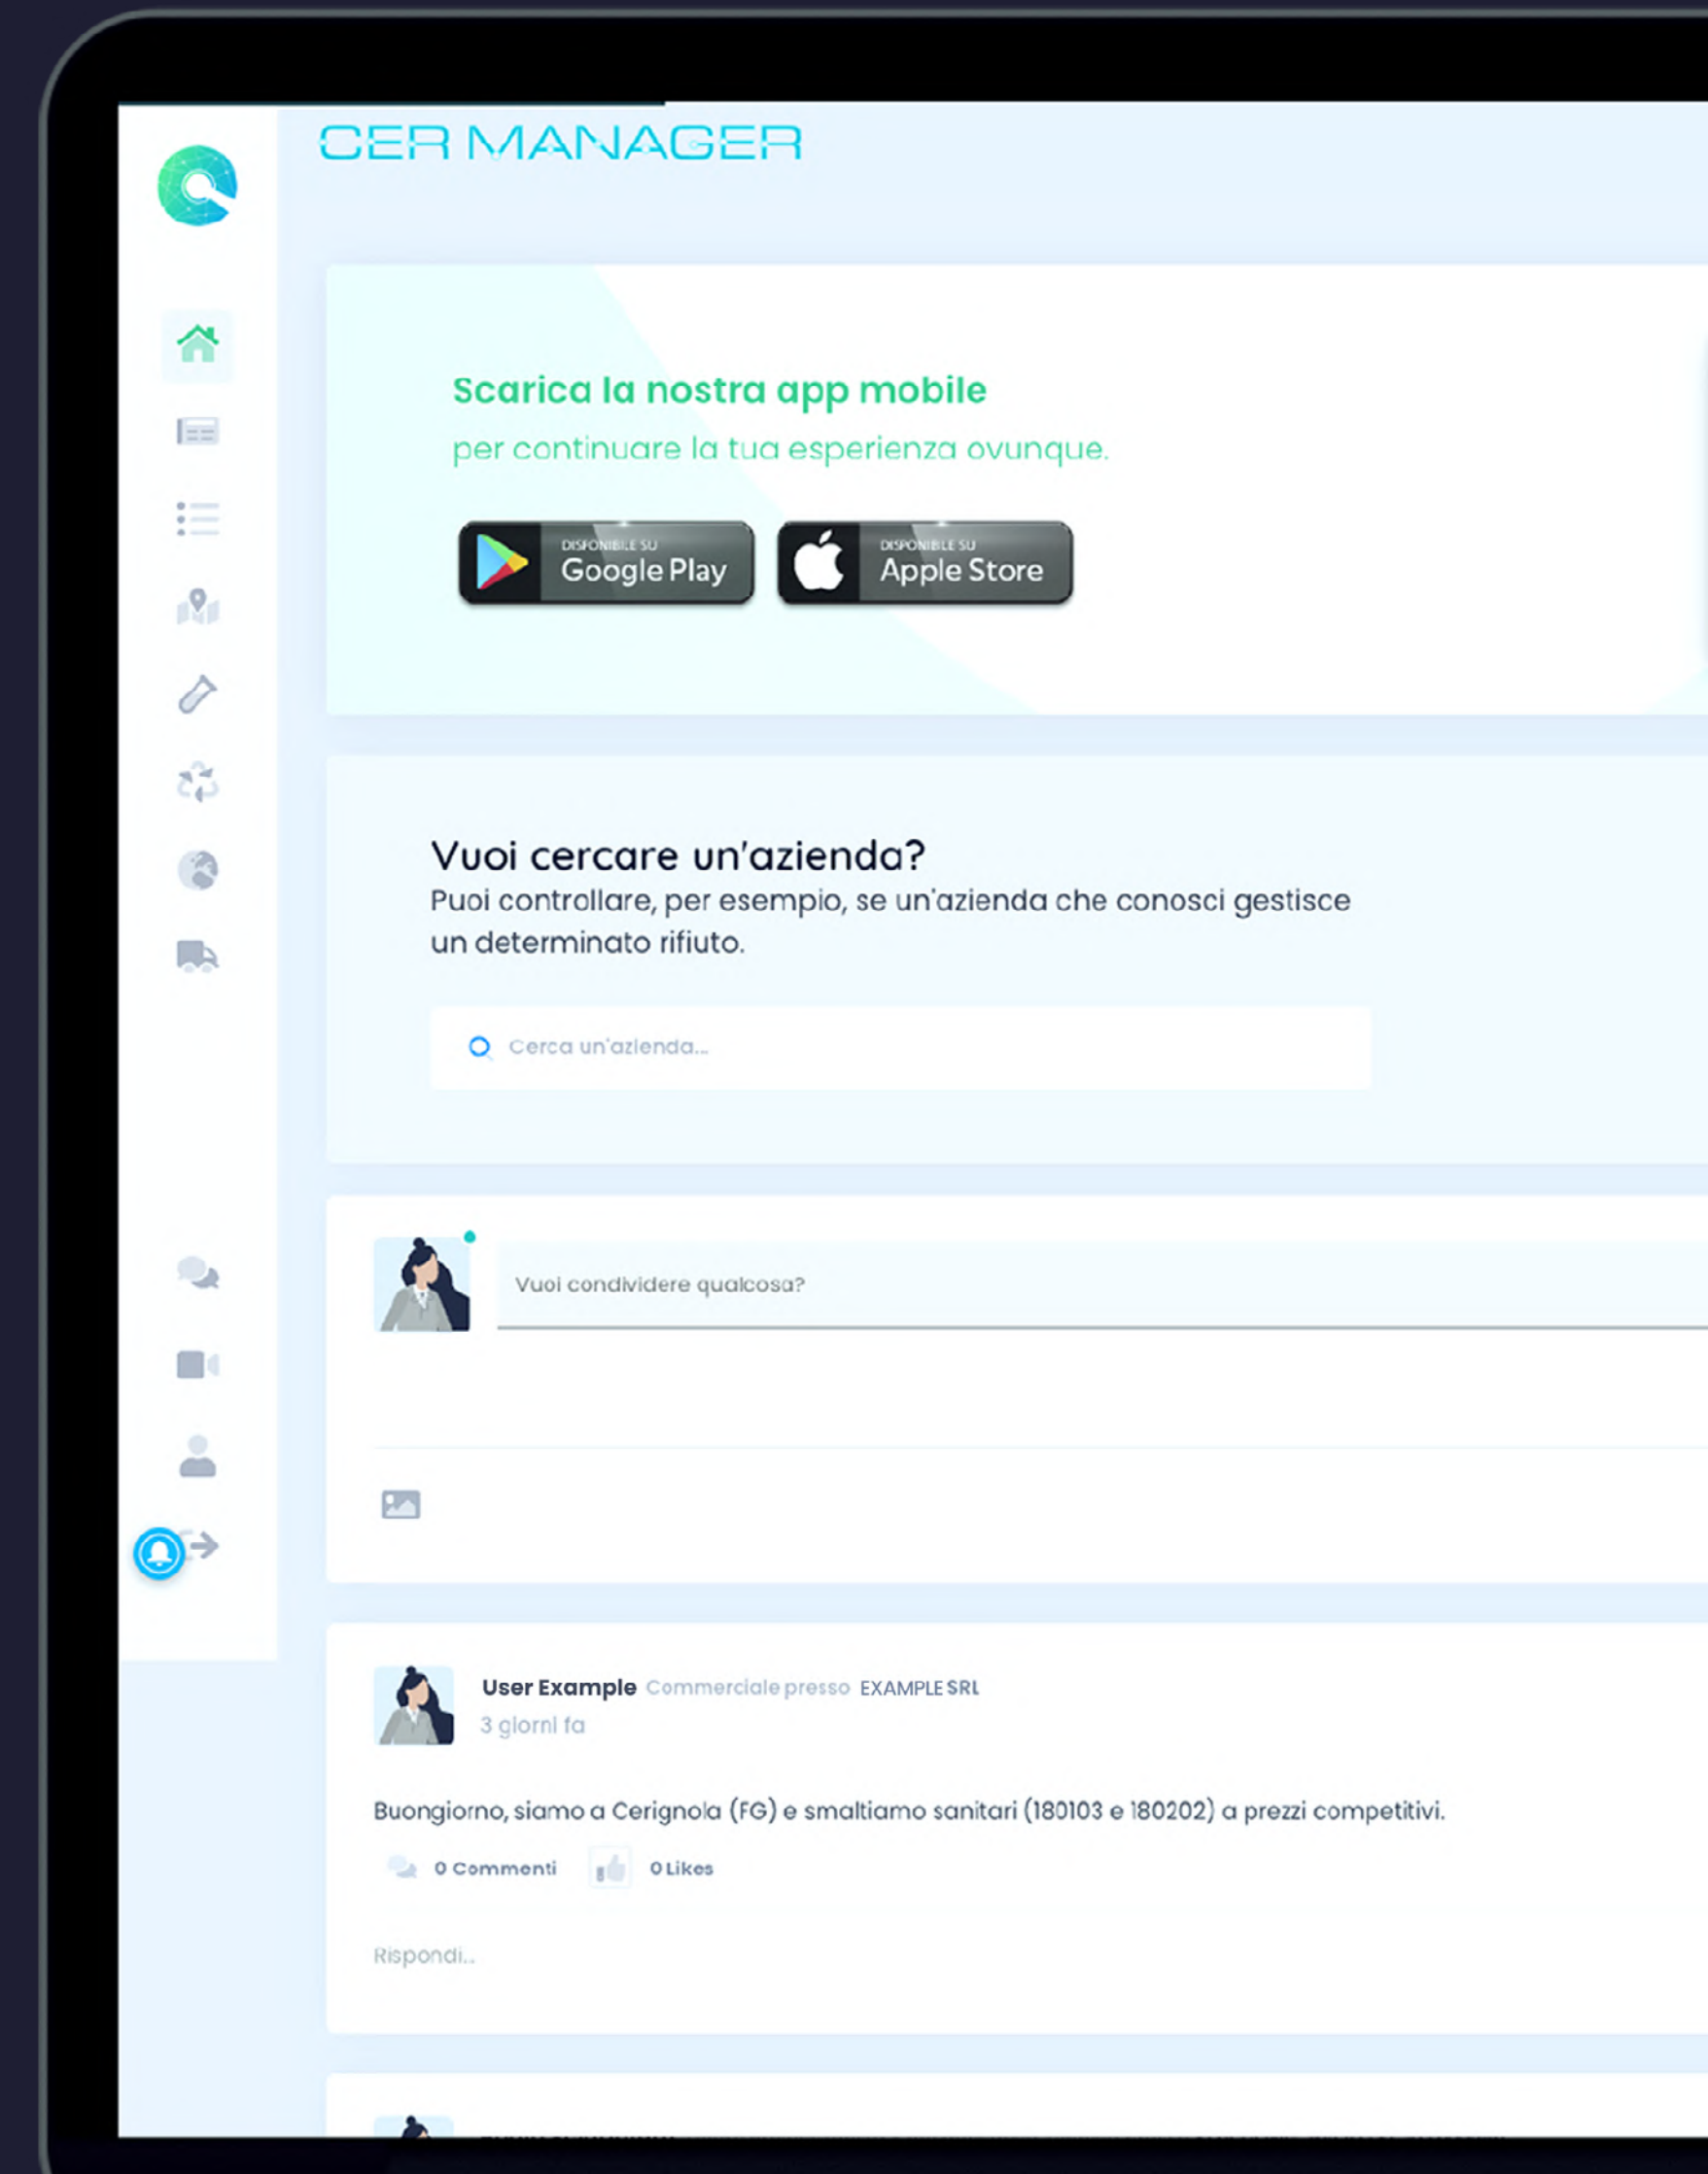 CER MANAGER
Scarica la nostra app mobile
per continuare la tua esperienza ovunque.
DISPONIBILE SU
Google Play
DISPONIBILE SU
Apple Store
Vuoi cercare un'azienda?
Puoi controllare, per esempio, se un'azienda che conosci gestisce
un determinato rifiuto.
Cerca un'azienda...
Vuoi condividere qualcosa?
User Example Commerciale presso EXAMPLE SRL
3 giorni fa
Buongiorno, siamo a Cerignola (FG) e smaltiamo sanitari (180103 e 180202) a prezzi competitivi.
0 Commenti 0 Likes
Rispondi...